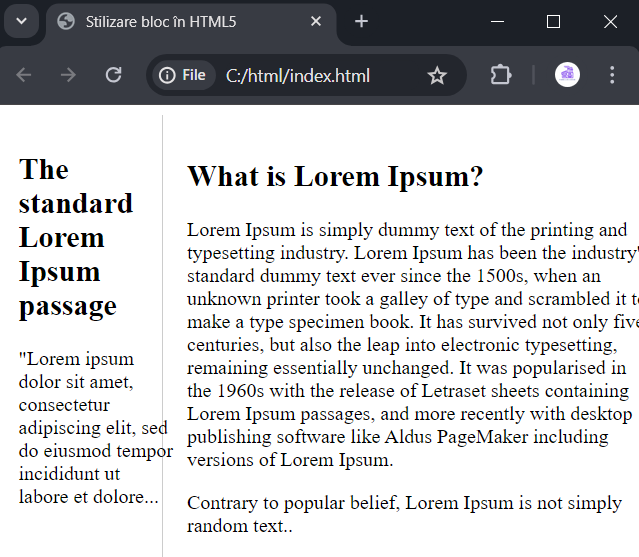 Stilizare bloc în HTML5
File
C:/html/index.html
The
standard
Lorem
Ipsum
passage
"Lorem ipsum
dolor sit amet,
consectetur
adipiscing elit, sed
do eiusmod tempor
incididunt ut
labore et dolore...
What is Lorem Ipsum?
Lorem Ipsum is simply dummy text of the printing and
typesetting industry. Lorem Ipsum has been the industry'
standard dummy text ever since the 1500s, when an
unknown printer took a galley of type and scrambled it t
make a type specimen book. It has survived not only five
centuries, but also the leap into electronic typesetting,
remaining essentially unchanged. It was popularised in
the 1960s with the release of Letraset sheets containing
Lorem Ipsum passages, and more recently with desktop
publishing software like Aldus PageMaker including
versions of Lorem Ipsum.
Contrary to popular belief, Lorem Ipsum is not simply
random text..